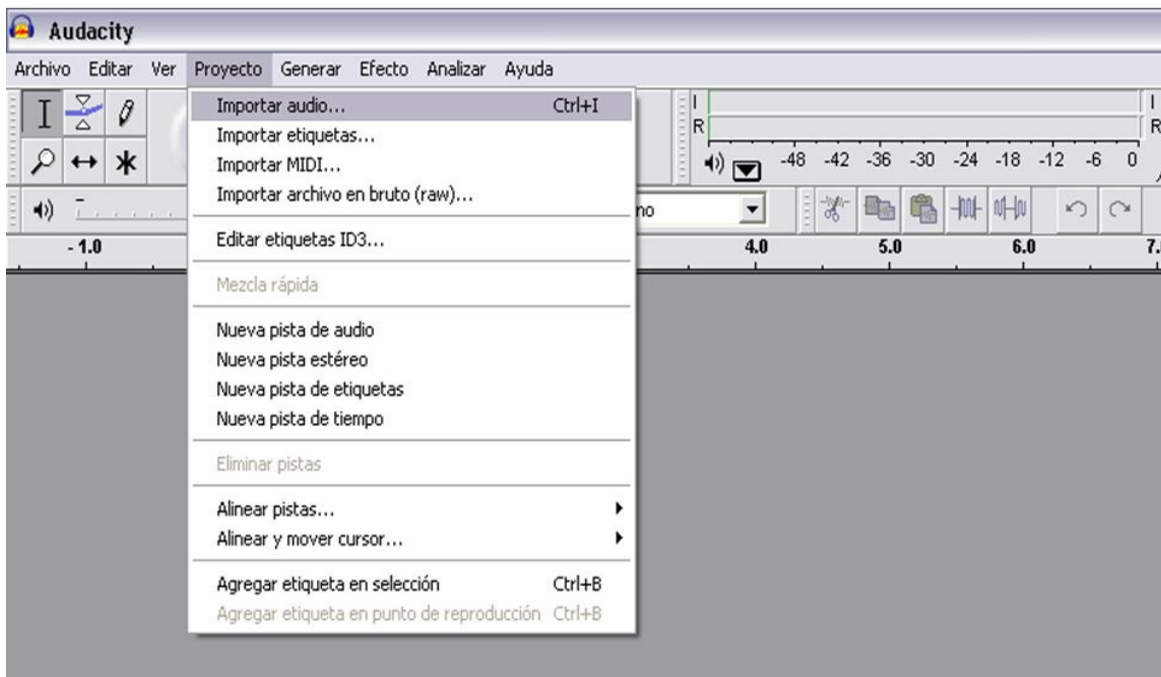 Audacity
Archivo Editar Ver Proyecto Generar Efecto Analizar Ayuda
Importar audio... Ctrl+I
Importar etiquetas...
Importar MIDI...
Importar archivo en bruto (raw)...
Editar etiquetas ID3...
Mezcla rápida
Nueva pista de audio
Nueva pista estéreo
Nueva pista de etiquetas
Nueva pista de tiempo
Eliminar pistas
Alinear pistas...
Alinear y mover cursor...
Agregar etiqueta en selección Ctrl+B
Agregar etiqueta en punto de reproducción Ctrl+B
I I
R R
-48 -42 -36 -30 -24 -18 -12 -6 0
no
- 1.0 4.0 5.0 6.0 7.